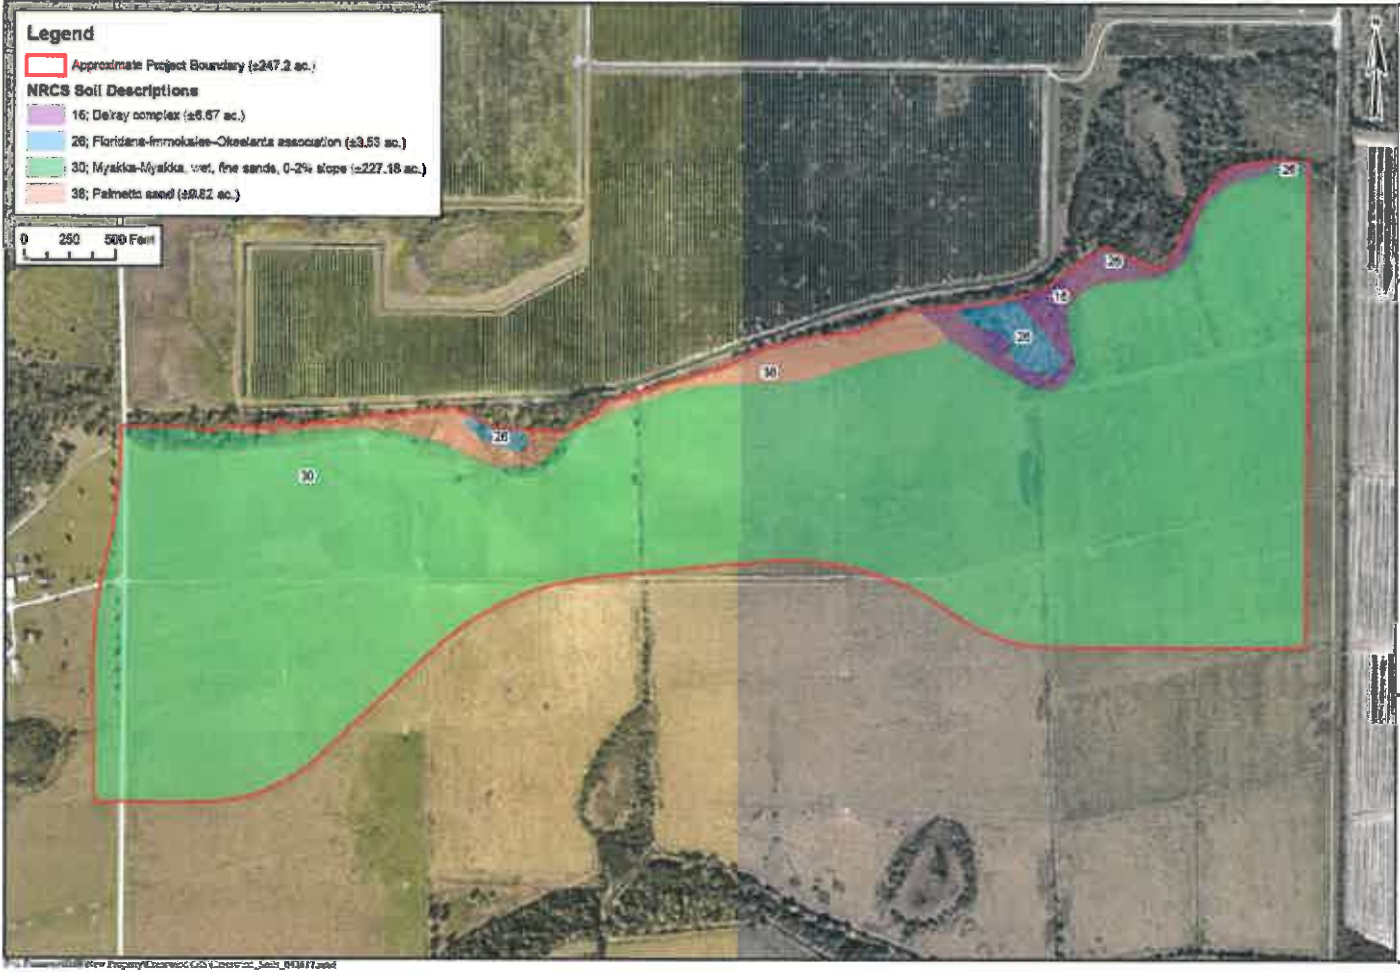 Legend
Approximate Project Boundary (±247.2 ac.)
NRCS Soil Descriptions
16; Delray complex (±6.67 ac.)
26; Floridana-Immokalee-Okeelanta association (±3.53 ac.)
30; Myakka-Myakka, wet, fine sands, 0-2% slope (±227.18 ac.)
38; Palmetto sand (±9.82 ac.)
0 250 500 Feet
N
26
26
16
26
38
26
30